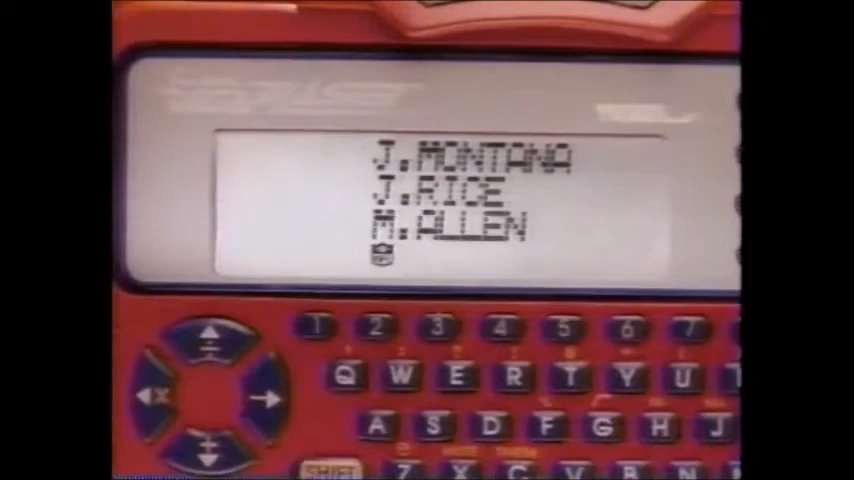 J.MONTANA
J.RICE
M.ALLEN
1 2 3 4 5 6 7
Q W E R T Y U
A S D F G H J
SHIFT Z X C V B N